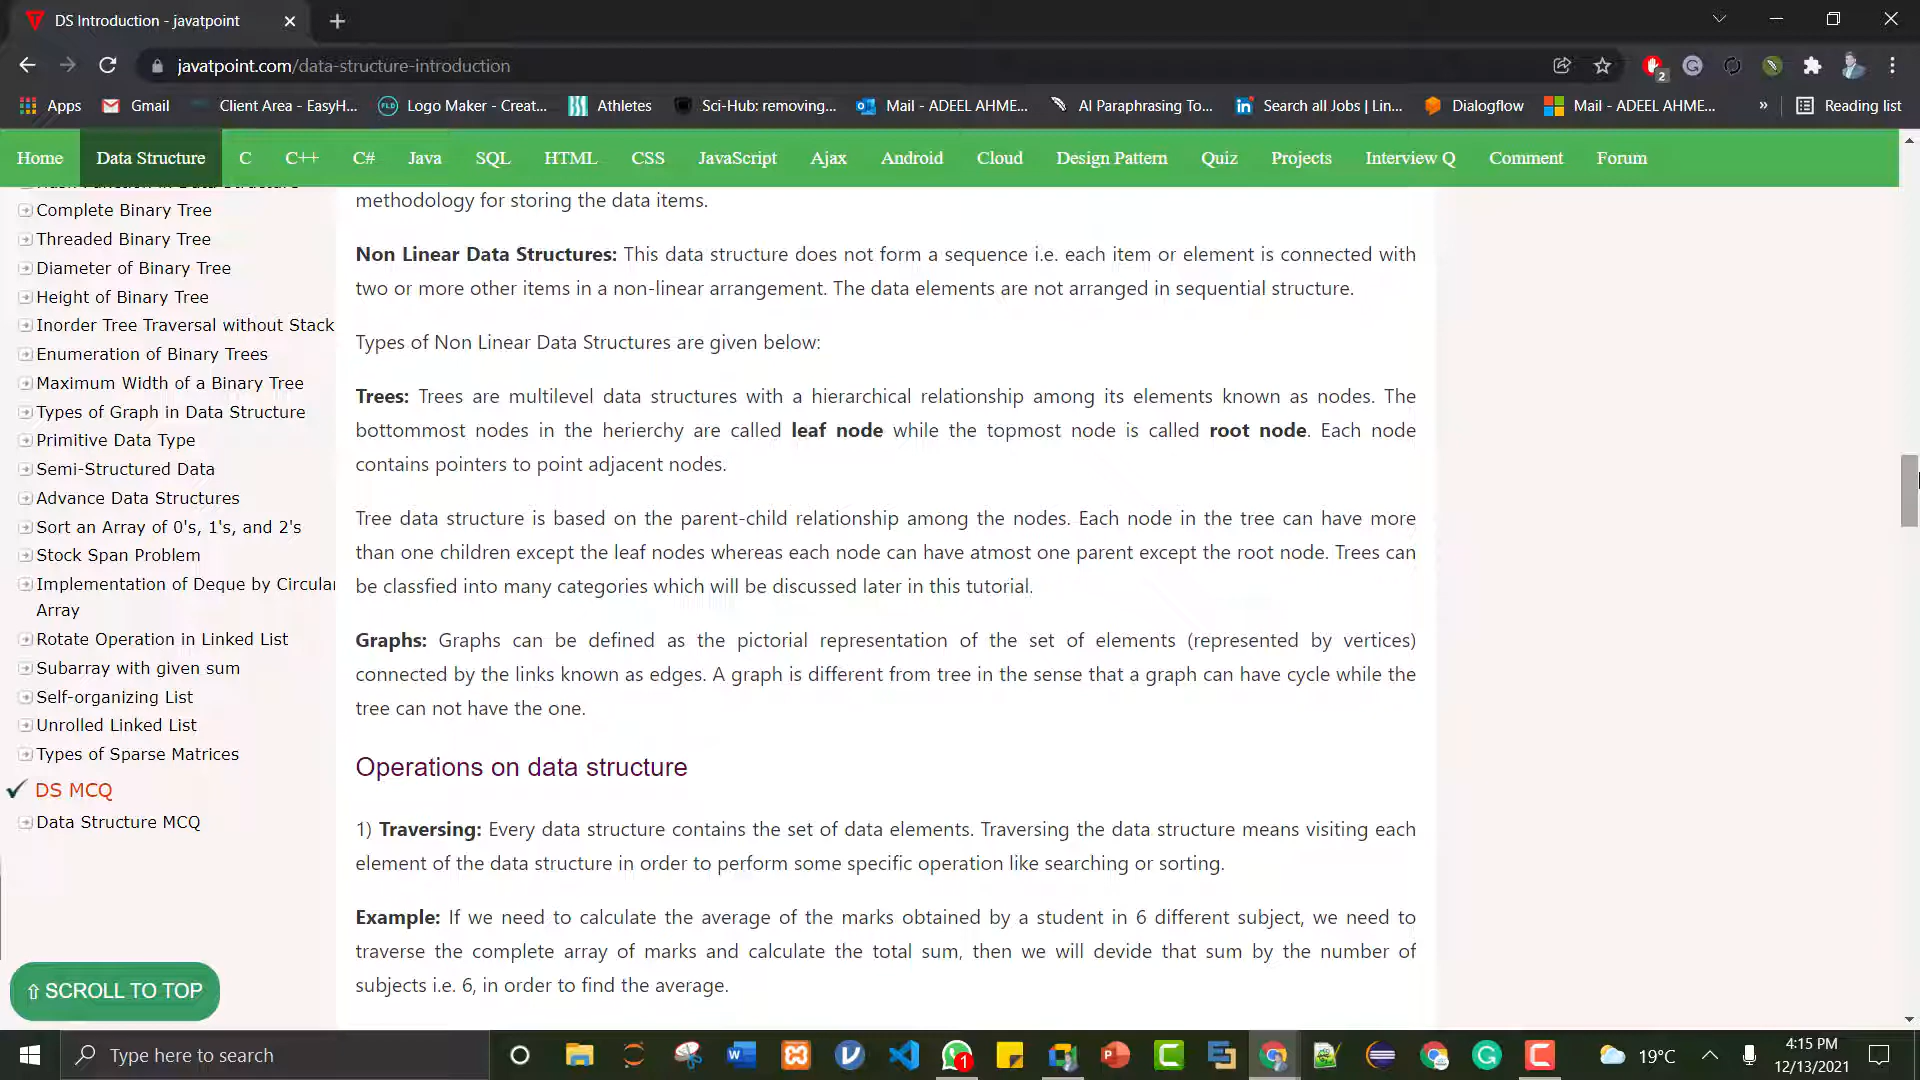 DS Introduction - javatpoint
javatpoint.com/data-structure-introduction
2
Apps
Gmail
Client Area - EasyH...
Logo Maker - Creat...
Athletes
Sci-Hub: removing...
Mail - ADEEL AHME...
AI Paraphrasing To...
Search all Jobs | Lin...
Dialogflow
Mail - ADEEL AHME...
»
Reading list
Home
Data Structure
C
C++
C#
Java
SQL
HTML
CSS
JavaScript
Ajax
Android
Cloud
Design Pattern
Quiz
Projects
Interview Q
Comment
Forum
Complete Binary Tree
Threaded Binary Tree
Diameter of Binary Tree
Height of Binary Tree
Inorder Tree Traversal without Stack
Enumeration of Binary Trees
Maximum Width of a Binary Tree
Types of Graph in Data Structure
Primitive Data Type
Semi-Structured Data
Advance Data Structures
Sort an Array of 0's, 1's, and 2's
Stock Span Problem
Implementation of Deque by Circular
Array
Rotate Operation in Linked List
Subarray with given sum
Self-organizing List
Unrolled Linked List
Types of Sparse Matrices
DS MCQ
Data Structure MCQ
⇧ SCROLL TO TOP
methodology for storing the data items.
Non Linear Data Structures: This data structure does not form a sequence i.e. each item or element is connected with
two or more other items in a non-linear arrangement. The data elements are not arranged in sequential structure.
Types of Non Linear Data Structures are given below:
Trees: Trees are multilevel data structures with a hierarchical relationship among its elements known as nodes. The
bottommost nodes in the herierchy are called leaf node while the topmost node is called root node. Each node
contains pointers to point adjacent nodes.
Tree data structure is based on the parent-child relationship among the nodes. Each node in the tree can have more
than one children except the leaf nodes whereas each node can have atmost one parent except the root node. Trees can
be classfied into many categories which will be discussed later in this tutorial.
Graphs: Graphs can be defined as the pictorial representation of the set of elements (represented by vertices)
connected by the links known as edges. A graph is different from tree in the sense that a graph can have cycle while the
tree can not have the one.
Operations on data structure
1) Traversing: Every data structure contains the set of data elements. Traversing the data structure means visiting each
element of the data structure in order to perform some specific operation like searching or sorting.
Example: If we need to calculate the average of the marks obtained by a student in 6 different subject, we need to
traverse the complete array of marks and calculate the total sum, then we will devide that sum by the number of
subjects i.e. 6, in order to find the average.
Type here to search
1
19°C
4:15 PM
12/13/2021